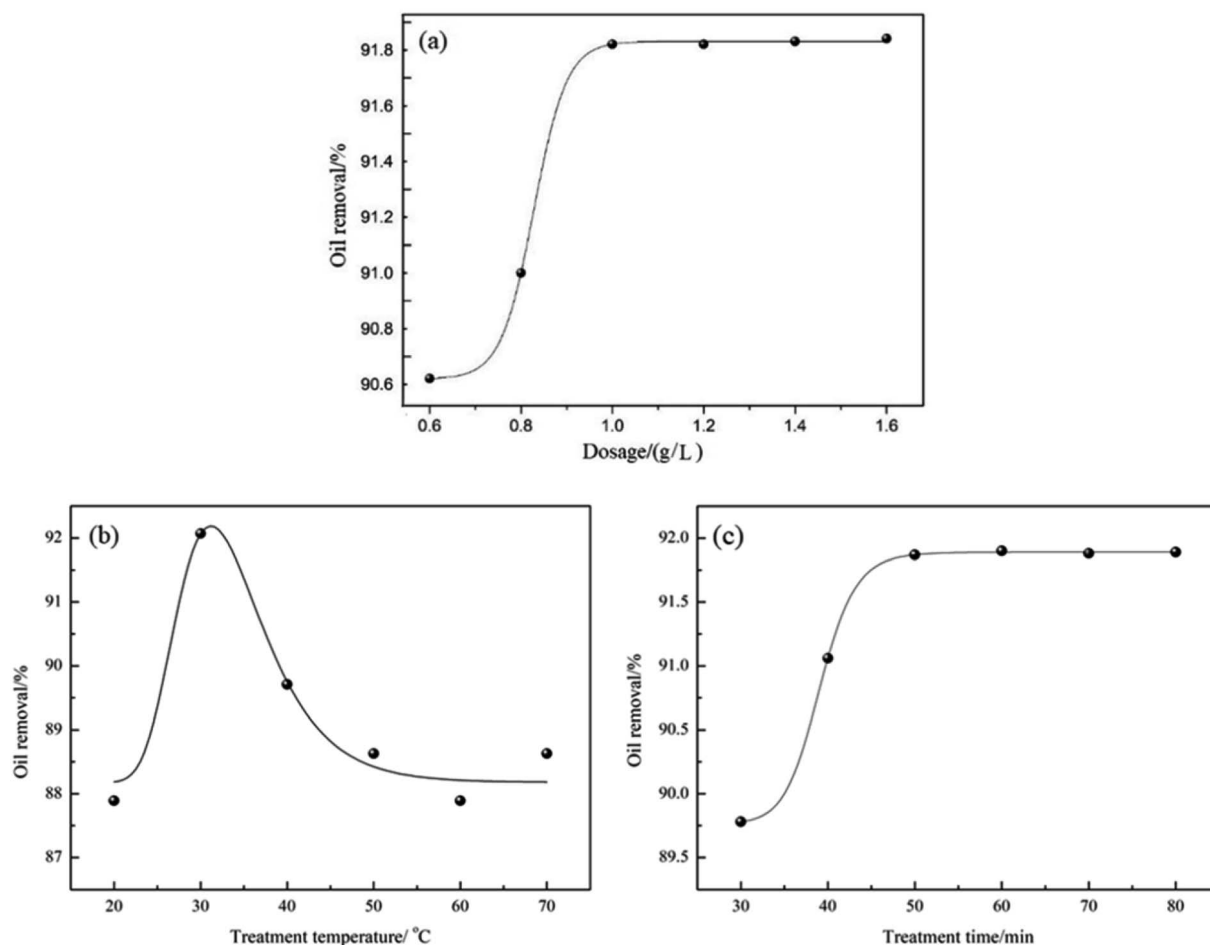 (a)
91.8
91.6
91.4
91.2
91.0
90.8
90.6
Oil removal/%
0.6 0.8 1.0 1.2 1.4 1.6
Dosage/(g/L)
(b)
92
91
90
89
88
87
Oil removal/%
20 30 40 50 60 70
Treatment temperature/ °C
(c)
92.0
91.5
91.0
90.5
90.0
89.5
Oil removal/%
30 40 50 60 70 80
Treatment time/min